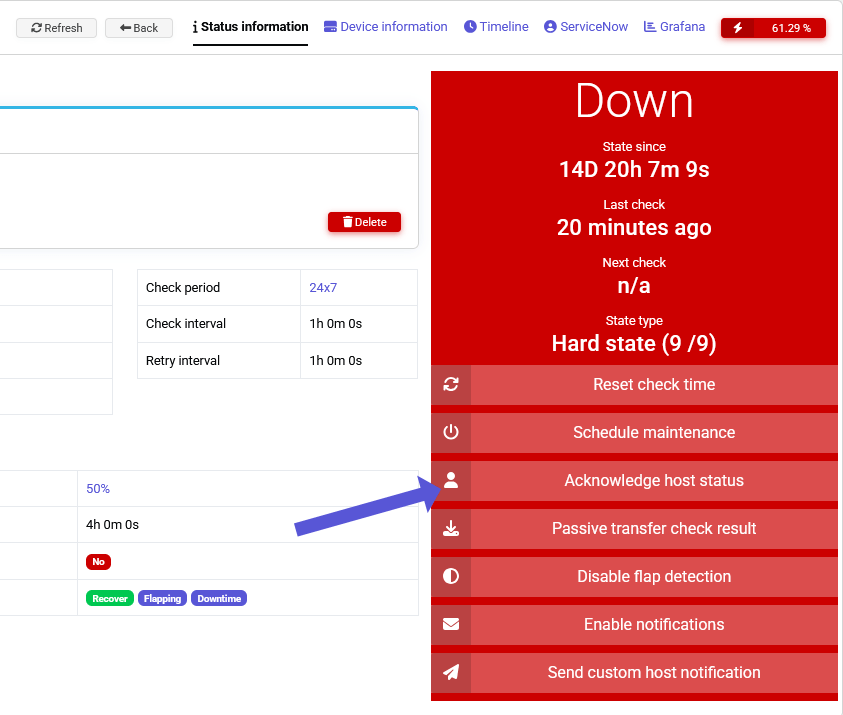 Refresh
Back
Status information
Device information
Timeline
ServiceNow
Grafana
61.29 %
Delete
Check period
24x7
Check interval
1h 0m 0s
Retry interval
1h 0m 0s
50%
4h 0m 0s
No
Recover Flapping Downtime
Down
State since
14D 20h 7m 9s
Last check
20 minutes ago
Next check
n/a
State type
Hard state (9 /9)
Reset check time
Schedule maintenance
Acknowledge host status
Passive transfer check result
Disable flap detection
Enable notifications
Send custom host notification